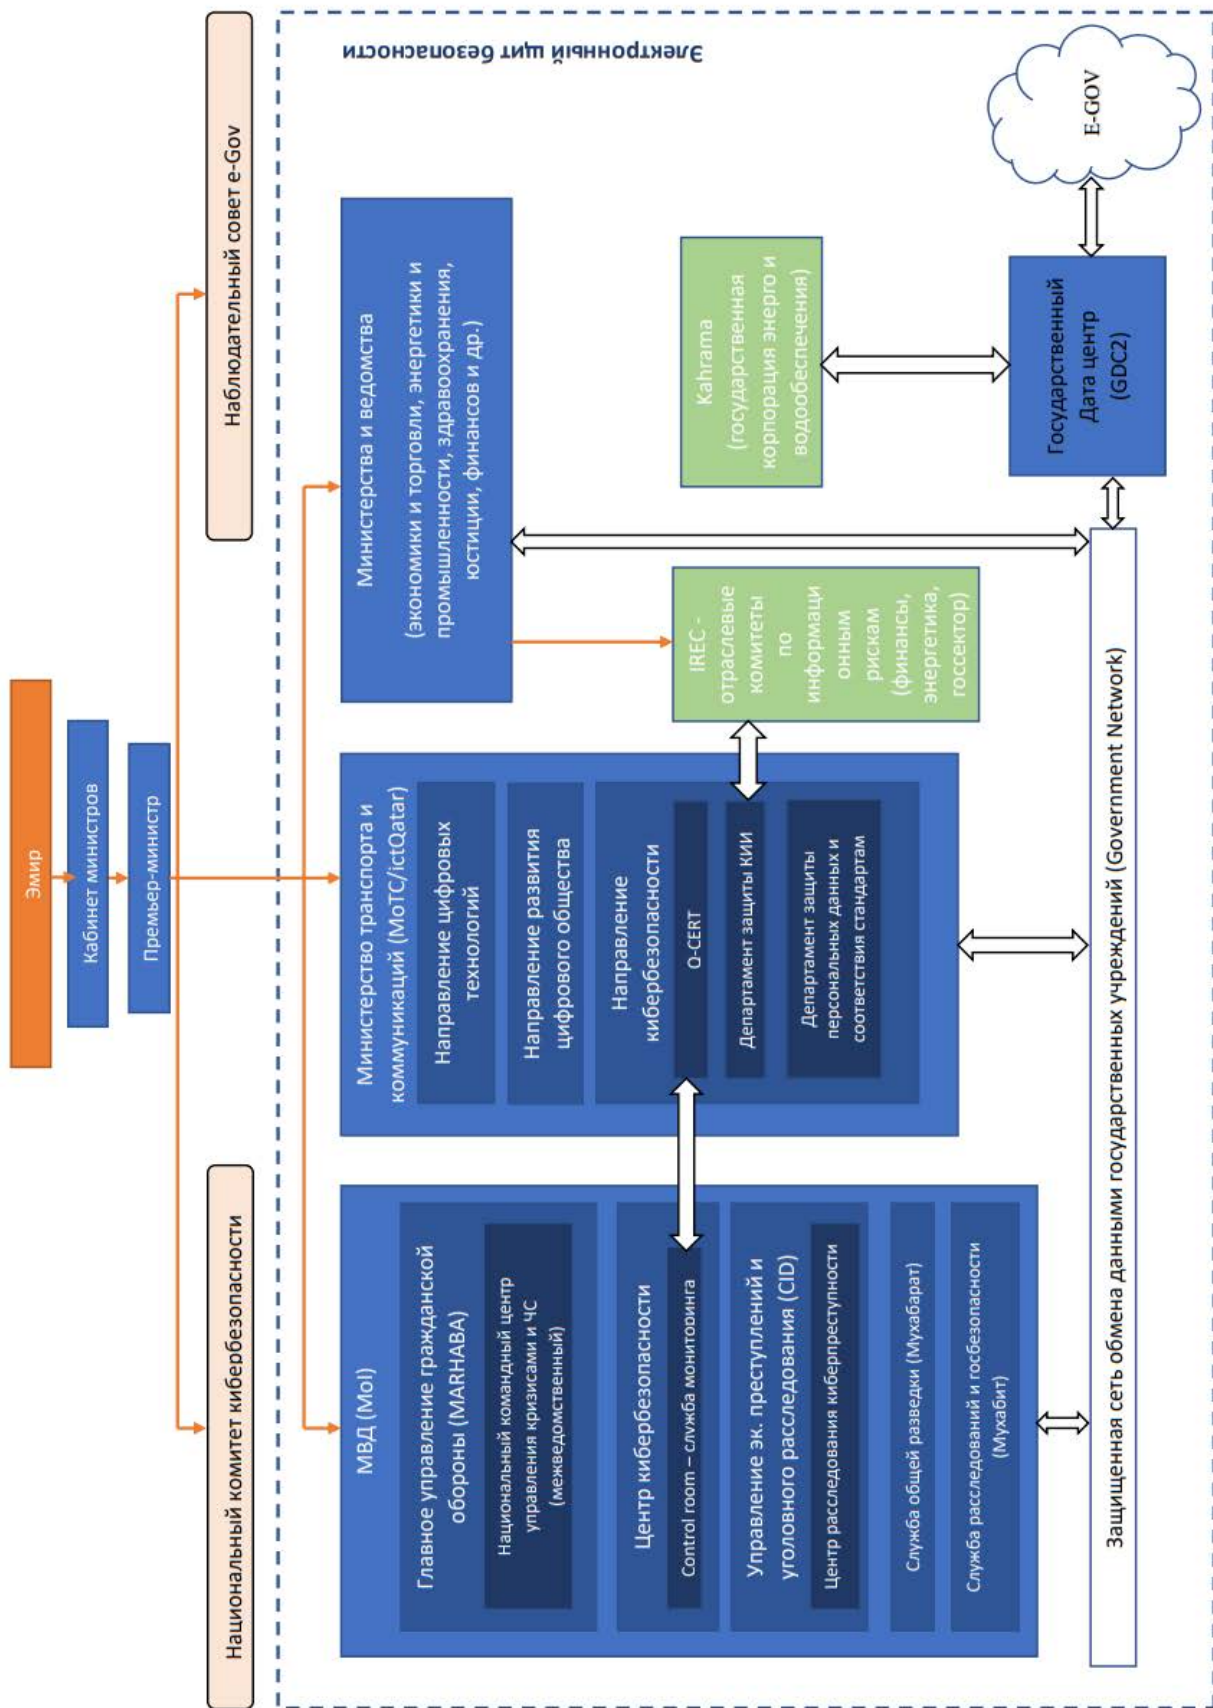 Эмир
Кабинет министров
Премьер-министр
Национальный комитет кибербезопасности
Наблюдательный совет e-Gov
Электронный щит безопасности
МВД (MoI)
Главное управление гражданской
обороны (MARHABA)
Национальный командный центр
управления кризисами и ЧС
(межведомственный)
Центр кибербезопасности
Control room – служба мониторинга
Управление эк. преступлений и
уголовного расследования (CID)
Центр расследования киберпреступности
Служба общей разведки (Мухабарат)
Служба расследований и госбезопасности
(Мухабит)
Министерство транспорта и
коммуникаций (MoTC/ictQatar)
Направление цифровых
технологий
Направление развития
цифрового общества
Направление
кибербезопасности
Q-CERT
Департамент защиты КИИ
Департамент защиты
персональных данных и
соответствия стандартам
Министерства и ведомства
(экономики и торговли, энергетики и
промышленности, здравоохранения,
юстиции, финансов и др.)
IREC -
отраслевые
комитеты
по
информаци
онным
рискам
(финансы,
энергетика,
госсектор)
Kahrama
(государственная
корпорация энерго и
водообеспечения)
Государственный
Дата центр
(GDC2)
E-GOV
Защищенная сеть обмена данными государственных учреждений (Government Network)